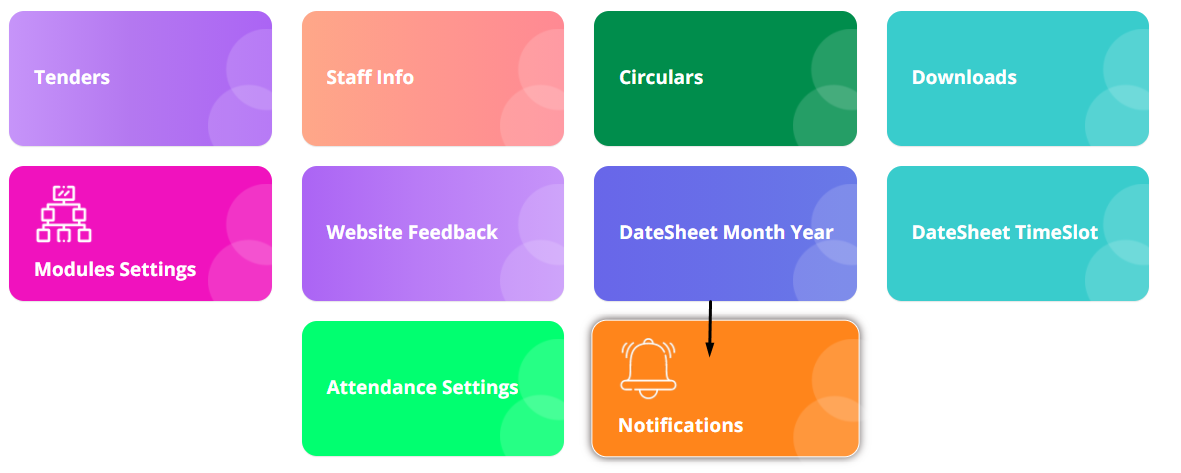 Tenders
Staff Info
Circulars
Downloads
Modules Settings
Website Feedback
DateSheet Month Year
DateSheet TimeSlot
Attendance Settings
Notifications